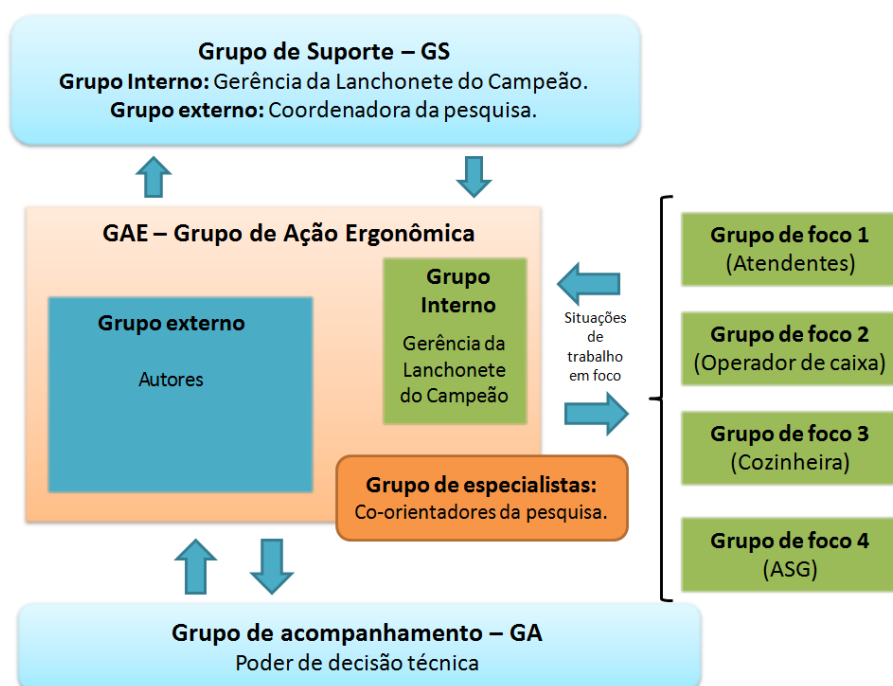 Grupo de Suporte – GS
Grupo Interno: Gerência da Lanchonete do Campeão.
Grupo externo: Coordenadora da pesquisa.
GAE – Grupo de Ação Ergonômica
Grupo externo
Autores
Grupo
Interno
Gerência da
Lanchonete
do Campeão
Situações
de
trabalho
em foco
Grupo de especialistas:
Co-orientadores da pesquisa.
Grupo de foco 1
(Atendentes)
Grupo de foco 2
(Operador de caixa)
Grupo de foco 3
(Cozinheira)
Grupo de foco 4
(ASG)
Grupo de acompanhamento – GA
Poder de decisão técnica